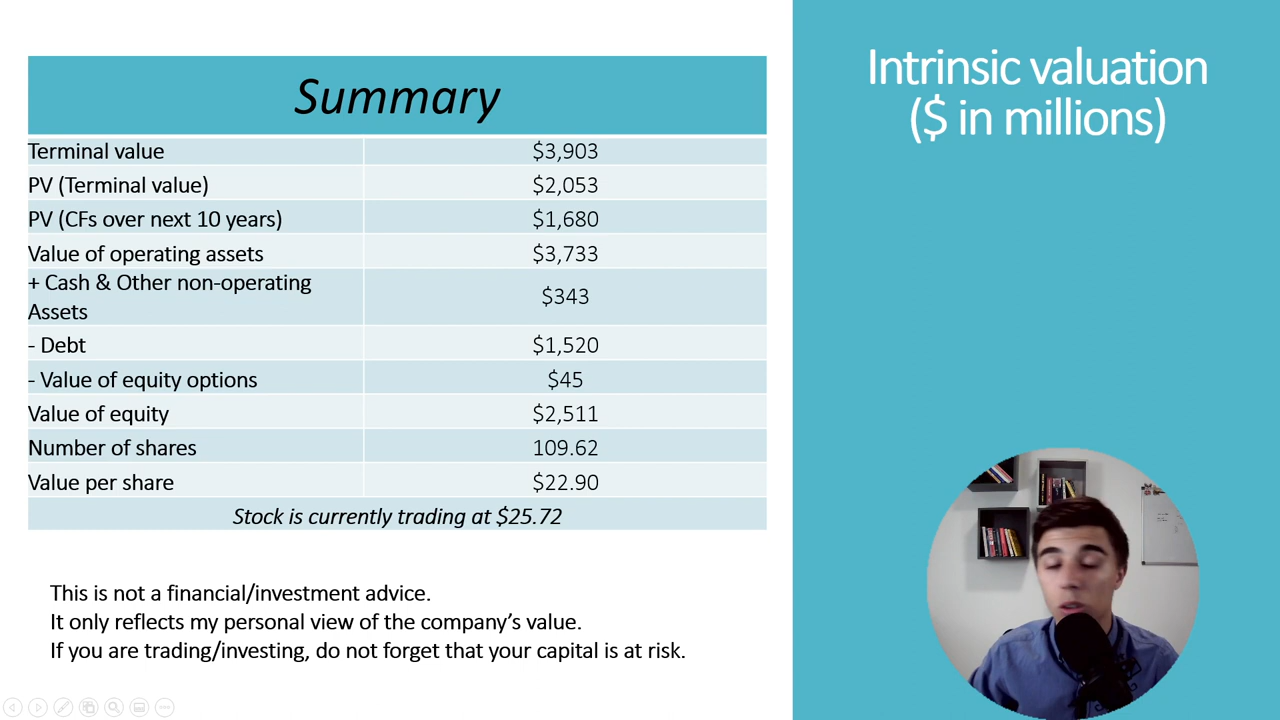 Summary
Terminal value $3,903
PV (Terminal value) $2,053
PV (CFs over next 10 years) $1,680
Value of operating assets $3,733
+ Cash & Other non-operating
Assets $343
- Debt $1,520
- Value of equity options $45
Value of equity $2,511
Number of shares 109.62
Value per share $22.90
Stock is currently trading at $25.72
This is not a financial/investment advice.
It only reflects my personal view of the company’s value.
If you are trading/investing, do not forget that your capital is at risk.
Intrinsic valuation
($ in millions)